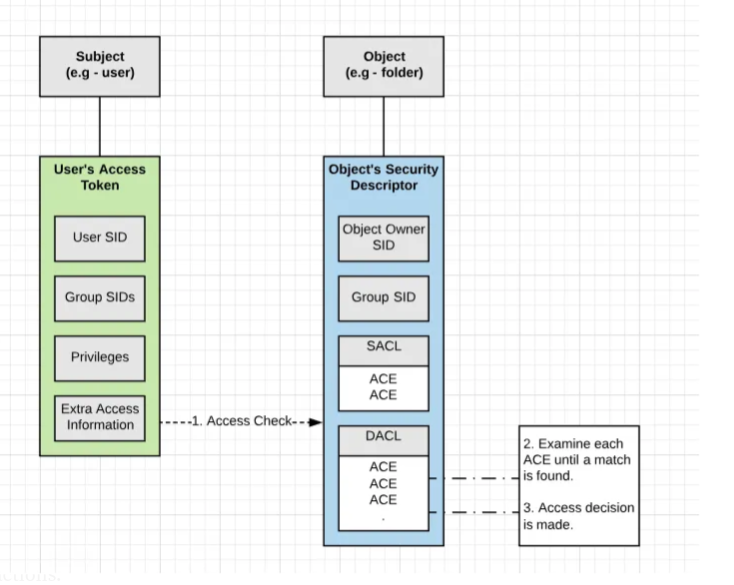 Subject
(e.g - user)
Object
(e.g - folder)
User's Access
Token
User SID
Group SIDs
Privileges
Extra Access
Information
1. Access Check
Object's Security
Descriptor
Object Owner
SID
Group SID
SACL
ACE
ACE
DACL
ACE
ACE
ACE
.
2. Examine each
ACE until a match
is found.
3. Access decision
is made.